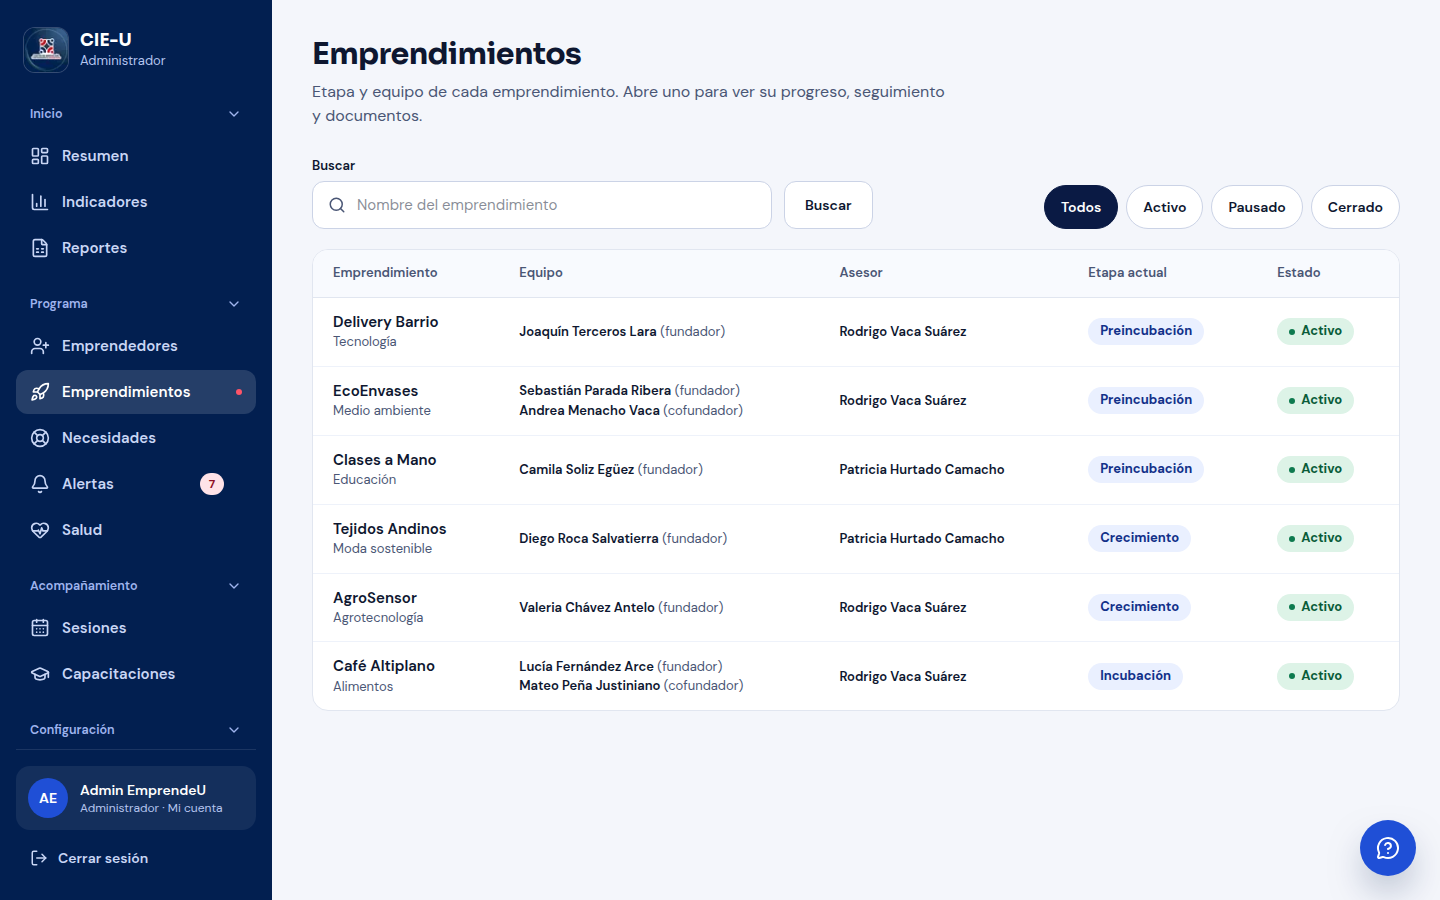 CIE-U
Administrador
Inicio
Resumen
Indicadores
Reportes
Programa
Emprendedores
Emprendimientos
Necesidades
Alertas 7
Salud
Acompañamiento
Sesiones
Capacitaciones
Configuración
AE
Admin EmprendeU
Administrador · Mi cuenta
Cerrar sesión
Emprendimientos
Etapa y equipo de cada emprendimiento. Abre uno para ver su progreso, seguimiento
y documentos.
Buscar
Nombre del emprendimiento Buscar Todos Activo Pausado Cerrado
Emprendimiento Equipo Asesor Etapa actual Estado
Delivery Barrio
Tecnología
Joaquín Terceros Lara (fundador)
Rodrigo Vaca Suárez
Preincubación
Activo
EcoEnvases
Medio ambiente
Sebastián Parada Ribera (fundador)
Andrea Menacho Vaca (cofundador)
Rodrigo Vaca Suárez
Preincubación
Activo
Clases a Mano
Educación
Camila Soliz Egüez (fundador)
Patricia Hurtado Camacho
Preincubación
Activo
Tejidos Andinos
Moda sostenible
Diego Roca Salvatierra (fundador)
Patricia Hurtado Camacho
Crecimiento
Activo
AgroSensor
Agrotecnología
Valeria Chávez Antelo (fundador)
Rodrigo Vaca Suárez
Crecimiento
Activo
Café Altiplano
Alimentos
Lucía Fernández Arce (fundador)
Mateo Peña Justiniano (cofundador)
Rodrigo Vaca Suárez
Incubación
Activo